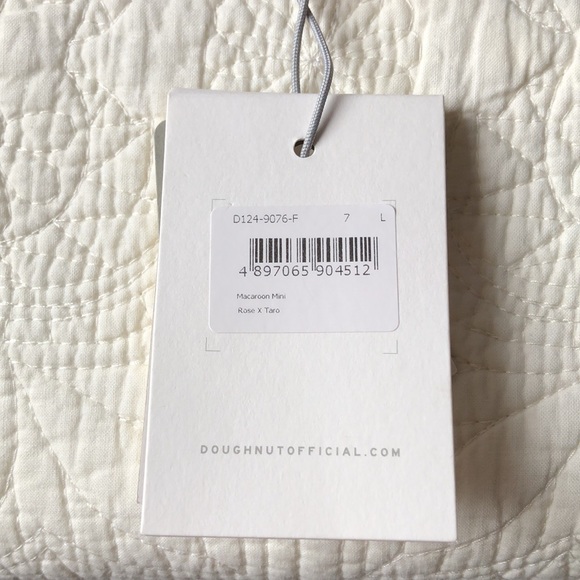 D124-9076-F 7 L
4 897065 904512
Macaroon Mini
Rose X Taro
DOUGHNUTOFFICIAL.COM